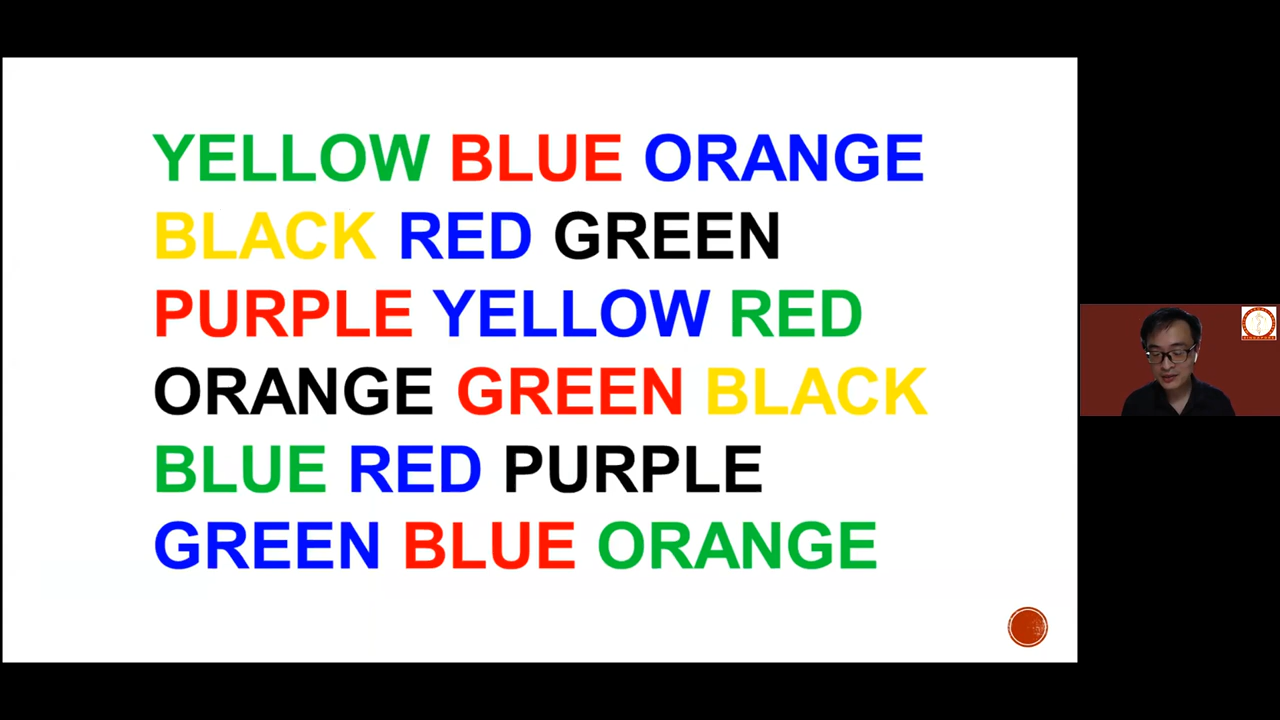 YELLOW BLUE ORANGE
BLACK RED GREEN
PURPLE YELLOW RED
ORANGE GREEN BLACK
BLUE RED PURPLE
GREEN BLUE ORANGE